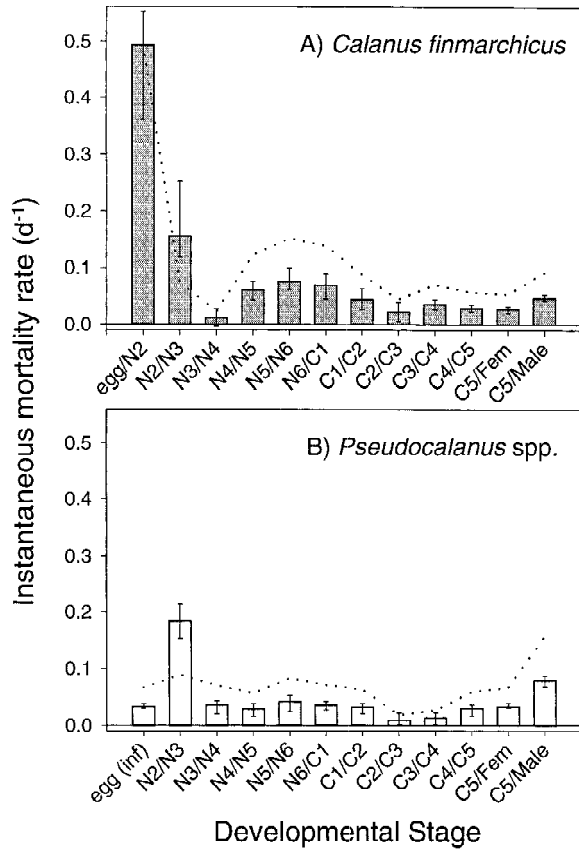 A) Calanus finmarchicus
0.5
0.4
0.3
0.2
0.1
0.0
egg/N2
N2/N3
N3/N4
N4/N5
N5/N6
N6/C1
C1/C2
C2/C3
C3/C4
C4/C5
C5/Fem
C5/Male
Instantaneous mortality rate (d⁻¹)
B) Pseudocalanus spp.
0.5
0.4
0.3
0.2
0.1
0.0
egg (inf)
N2/N3
N3/N4
N4/N5
N5/N6
N6/C1
C1/C2
C2/C3
C3/C4
C4/C5
C5/Fem
C5/Male
Developmental Stage